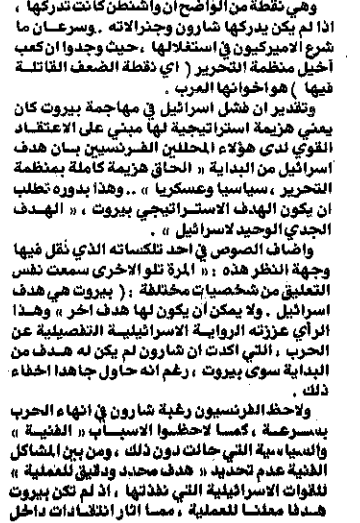 وهي نقطة من الواضح ان واشنطن كانت تدركها ،
اذا لم يكن يدركها شارون وجنرالاته . وسرعان ما
شرع الاميركيون في استغلالها ، حيث وجدوا ان كعب
أخيل منظمة التحرير ( اي نقطة الضعف القاتلة
فيها ) هو اخوانها العرب .
وتقدير ان فشل اسرائيل في مهاجمة بيروت كان
يعني هزيمة استراتيجية لها مبني على الاعتقاد
القوي لدى هؤلاء المحللين الفرنسيين بان هدف
اسرائيل من البداية « الحاق هزيمة كاملة بمنظمة
التحرير ، سياسيا وعسكريا » .. وهذا بدوره تطلب
ان يكون الهدف الاستراتيجي بيروت ، « الهدف
الجدي الوحيد لاسرائيل » .
واضاف الصوص في احد تلكساته الذي نقل فيها
وجهة النظر هذه : « المرة تلو الاخرى سمعت نفس
التعليق من شخصيات مختلفة : ( بيروت هي هدف
اسرائيل . ولا يمكن أن يكون لها هدف اخر » وهذا
الرأي عززته الرواية الاسرائيلية التفصيلية عن
الحرب ، التي اكدت ان شارون لم يكن له هدف من
البداية سوى بيروت ، رغم انه حاول جاهدا اخفاء
ذلك .
ولاحظ الفرنسيون رغبة شارون في انهاء الحرب
بسرعة ، كمسا لاحظوا الاسباب « الفنية »
والسياسية التي حالت دون ذلك ، ومن بين المشاكل
الفنية عدم تحديد « هدف محدد ودقيق للعملية »
للقوات الاسرائيلية التي نفذتها ، اذ لم تكن بيروت
هدفا معلنا للعملية ، ممسا اثار انتقادات داخل